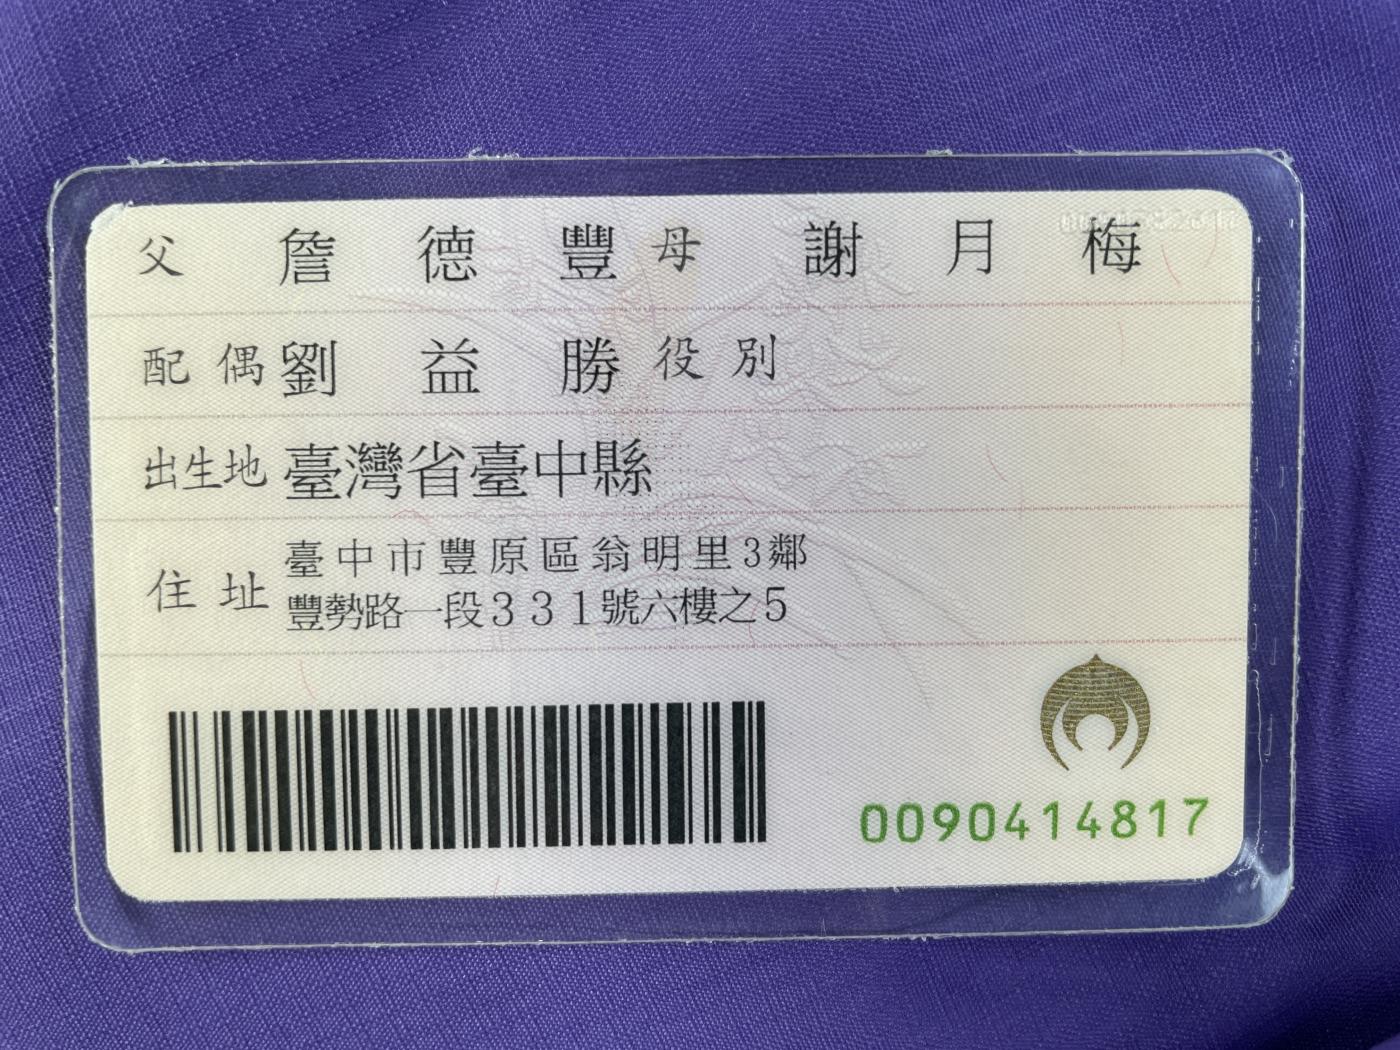 父 詹德豐 母 謝月梅
配偶 劉益勝 役別
出生地 臺灣省臺中縣
住址 臺中市豐原區翁明里3鄰
豐勢路一段331號六樓之5
0090414817